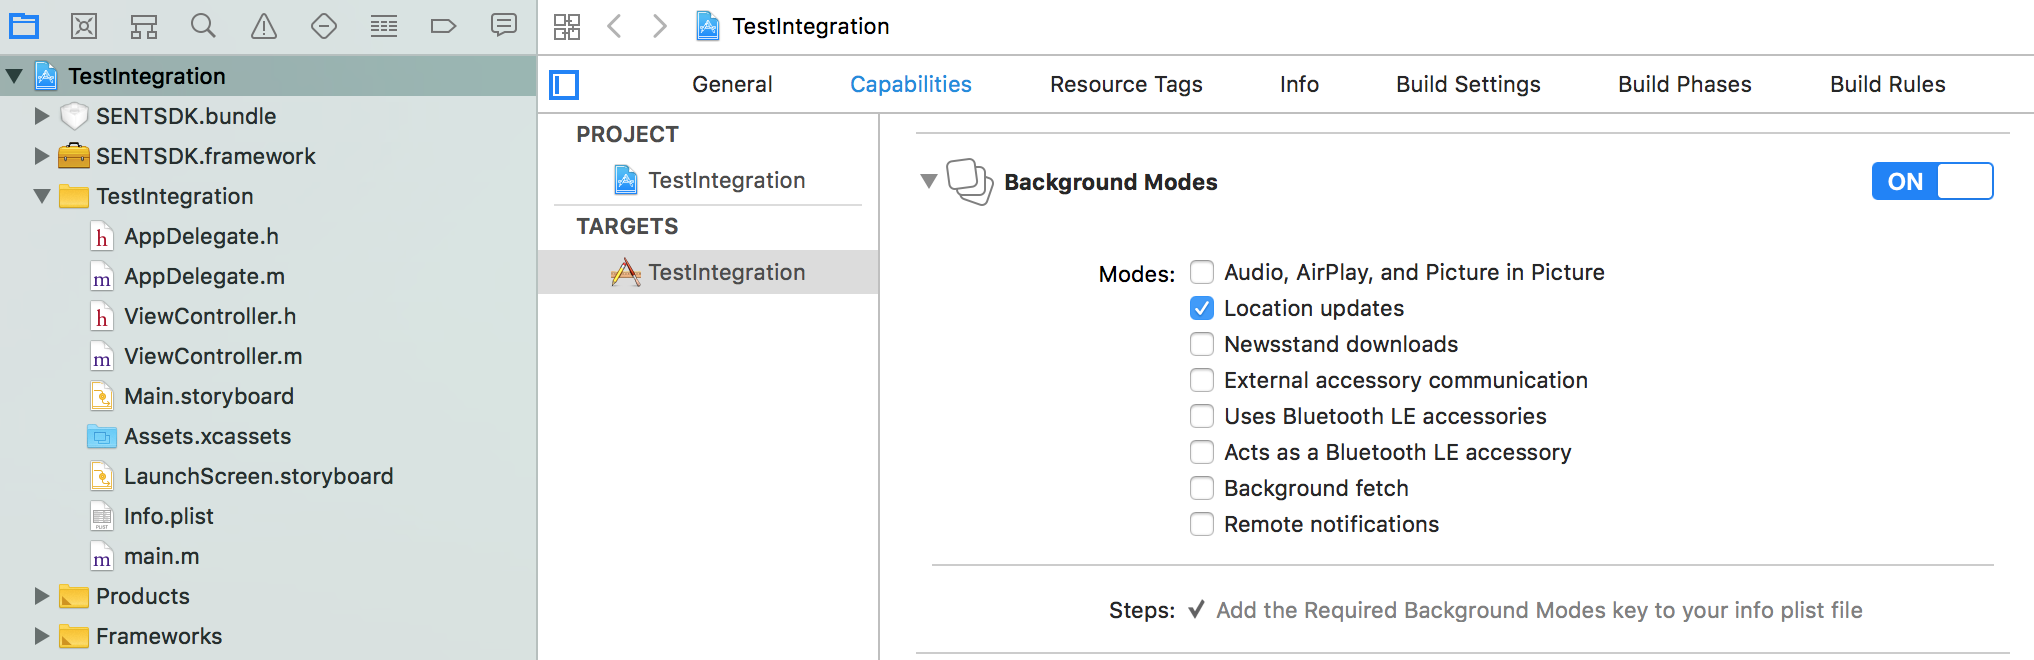 TestIntegration
SENTSDK.bundle
SENTSDK.framework
TestIntegration
h AppDelegate.h
m AppDelegate.m
h ViewController.h
m ViewController.m
Main.storyboard
Assets.xcassets
LaunchScreen.storyboard
PLIST Info.plist
m main.m
Products
Frameworks
TestIntegration
General Capabilities Resource Tags Info Build Settings Build Phases Build Rules
PROJECT
TestIntegration
TARGETS
TestIntegration
Background Modes ON
Modes: Audio, AirPlay, and Picture in Picture
Location updates
Newsstand downloads
External accessory communication
Uses Bluetooth LE accessories
Acts as a Bluetooth LE accessory
Background fetch
Remote notifications
Steps: ✓ Add the Required Background Modes key to your info plist file